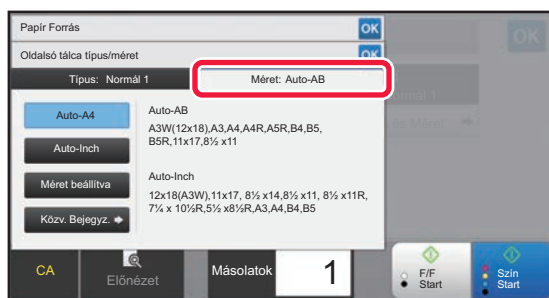 Papír Forrás
OK
OK
Oldalsó tálca típus/méret
OK
Típus: Normál 1
Méret: Auto-AB
Auto-A4
Auto-AB
A3W(12x18),A3,A4,A4R,A5R,B4,B5,
B5R,11x17,8½ x11
Auto-Inch
Méret beállítva
Auto-Inch
12x18(A3W),11x17, 8½ x14,8½ x11, 8½ x11R,
7¼ x 10½R,5½ x8½R,A3,A4,B4,B5
Közv. Bejegyz.
CA
Előnézet
Másolatok
1
F/F
Start
Szín
Start